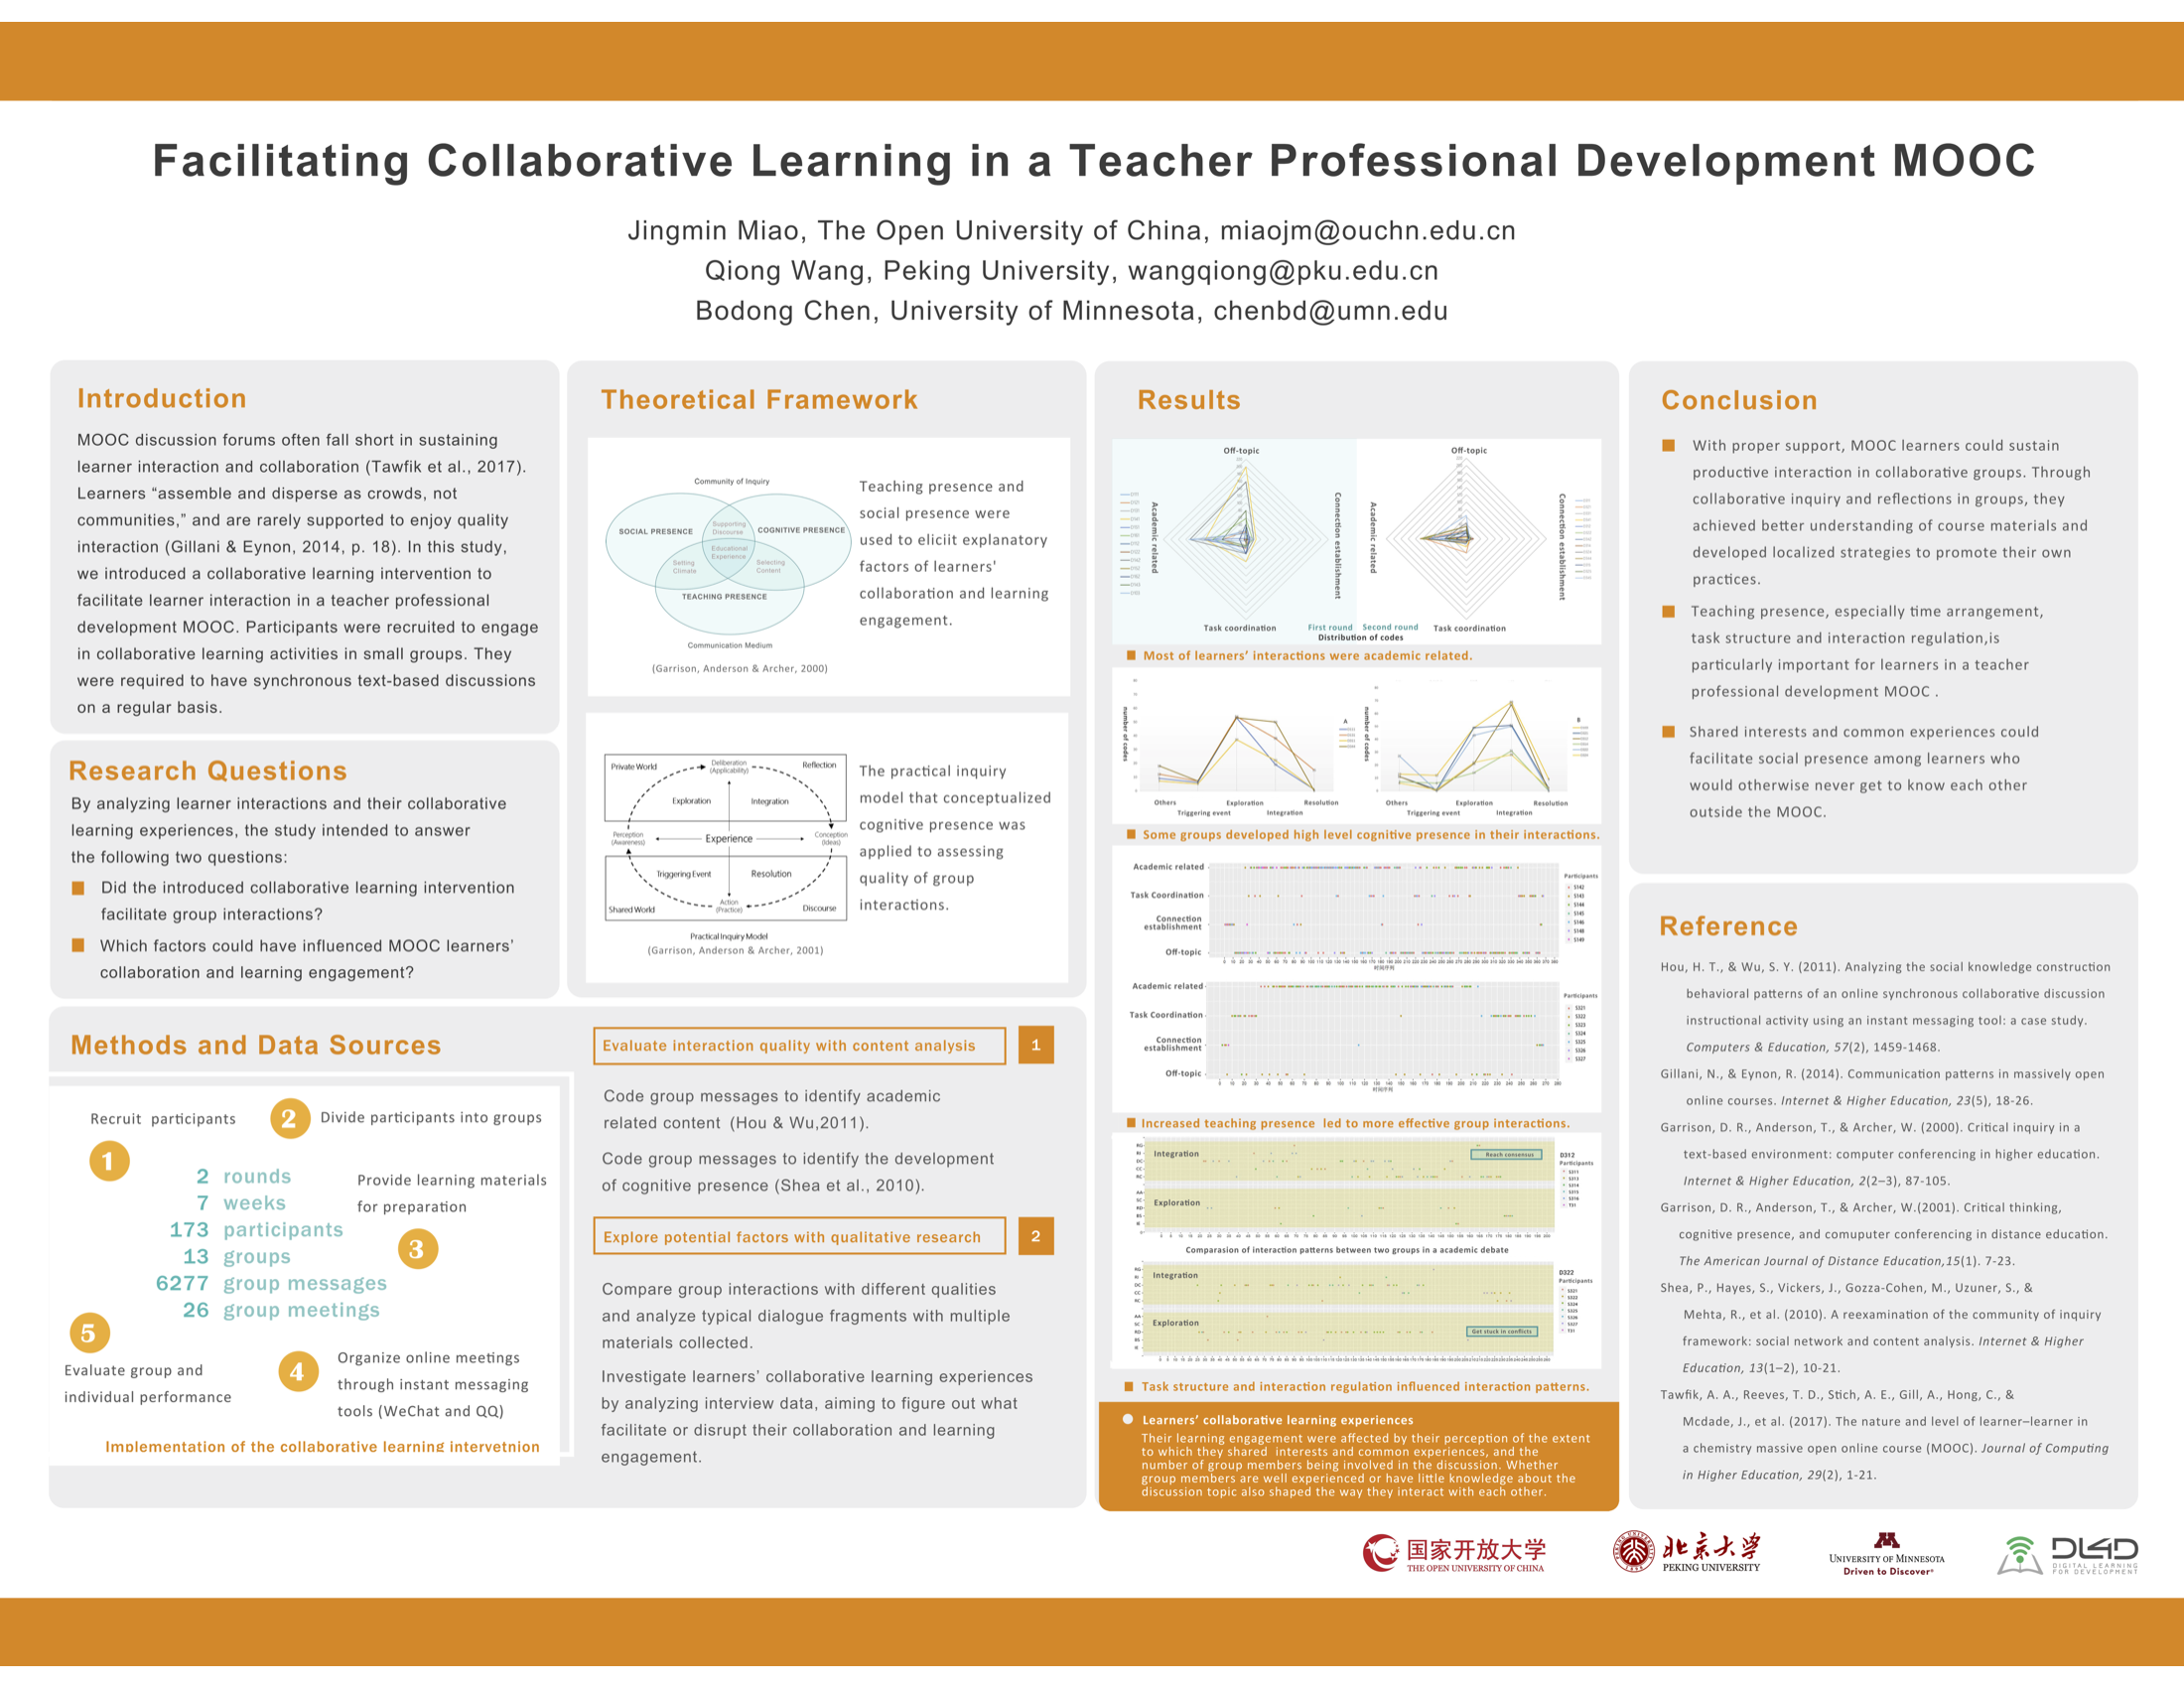 Facilitating Collaborative Learning in a Teacher Professional Development MOOC
Jingmin Miao, The Open University of China, miaojm@ouchn.edu.cn
Qiong Wang, Peking University, wangqiong@pku.edu.cn
Bodong Chen, University of Minnesota, chenbd@umn.edu
Introduction
MOOC discussion forums often fall short in sustaining
learner interaction and collaboration (Tawfik et al., 2017).
Learners “assemble and disperse as crowds, not
communities,” and are rarely supported to enjoy quality
interaction (Gillani & Eynon, 2014, p. 18). In this study,
we introduced a collaborative learning intervention to
facilitate learner interaction in a teacher professional
development MOOC. Participants were recruited to engage
in collaborative learning activities in small groups. They
were required to have synchronous text-based discussions
on a regular basis.
Research Questions
By analyzing learner interactions and their collaborative
learning experiences, the study intended to answer
the following two questions:
Did the introduced collaborative learning intervention
facilitate group interactions?
Which factors could have influenced MOOC learners’
collaboration and learning engagement?
Theoretical Framework
Community of Inquiry
SOCIAL PRESENCE
Supporting
Discourse
COGNITIVE PRESENCE
Educational
Experience
Setting
Climate
Selecting
Content
TEACHING PRESENCE
Communication Medium
(Garrison, Anderson & Archer, 2000)
Teaching presence and
social presence were
used to eliciit explanatory
factors of learners'
collaboration and learning
engagement.
Private World
Deliberation
(Applicability)
Reflection
Exploration
Integration
Perception
(Awareness)
Experience
Conception
(Ideas)
Triggering Event
Resolution
Shared World
Action
(Practice)
Discourse
Practical Inquiry Model
(Garrison, Anderson & Archer, 2001)
The practical inquiry
model that conceptualized
cognitive presence was
applied to assessing
quality of group
interactions.
Methods and Data Sources
Recruit participants
1
2
Divide participants into groups
2 rounds
7 weeks
173 participants
13 groups
6277 group messages
26 group meetings
Provide learning materials
for preparation
3
5
Evaluate group and
individual performance
4
Organize online meetings
through instant messaging
tools (WeChat and QQ)
Implementation of the collaborative learning intervetnion
Evaluate interaction quality with content analysis
1
Code group messages to identify academic
related content (Hou & Wu,2011).
Code group messages to identify the development
of cognitive presence (Shea et al., 2010).
Explore potential factors with qualitative research
2
Compare group interactions with different qualities
and analyze typical dialogue fragments with multiple
materials collected.
Investigate learners’ collaborative learning experiences
by analyzing interview data, aiming to figure out what
facilitate or disrupt their collaboration and learning
engagement.
Results
Off-topic
Academic related
Connection establishment
Task coordination
First round
Off-topic
Academic related
Connection establishment
Second round
Task coordination
Distribution of codes
Most of learners’ interactions were academic related.
number of codes
Others
Triggering event
Exploration
Integration
Resolution
A
number of codes
Others
Triggering event
Exploration
Integration
Resolution
B
Some groups developed high level cognitive presence in their interactions.
Academic related
Task Coordination
Connection
establishment
Off-topic
时间序列
Participants
S142
S143
S144
S145
S146
S148
S149
Academic related
Task Coordination
Connection
establishment
Off-topic
时间序列
Participants
S321
S322
S323
S324
S325
S326
S327
Increased teaching presence led to more effective group interactions.
Integration
Reach consensus
Exploration
D312
Participants
Comparasion of interaction patterns between two groups in a academic debate
Integration
Exploration
Get stuck in conflicts
D322
Participants
Task structure and interaction regulation influenced interaction patterns.
Learners’ collaborative learning experiences
Their learning engagement were affected by their perception of the extent
to which they shared interests and common experiences, and the
number of group members being involved in the discussion. Whether
group members are well experienced or have little knowledge about the
discussion topic also shaped the way they interact with each other.
Conclusion
With proper support, MOOC learners could sustain
productive interaction in collaborative groups. Through
collaborative inquiry and reflections in groups, they
achieved better understanding of course materials and
developed localized strategies to promote their own
practices.
Teaching presence, especially time arrangement,
task structure and interaction regulation,is
particularly important for learners in a teacher
professional development MOOC .
Shared interests and common experiences could
facilitate social presence among learners who
would otherwise never get to know each other
outside the MOOC.
Reference
Hou, H. T., & Wu, S. Y. (2011). Analyzing the social knowledge construction
behavioral patterns of an online synchronous collaborative discussion
instructional activity using an instant messaging tool: a case study.
Computers & Education, 57(2), 1459-1468.
Gillani, N., & Eynon, R. (2014). Communication patterns in massively open
online courses. Internet & Higher Education, 23(5), 18-26.
Garrison, D. R., Anderson, T., & Archer, W. (2000). Critical inquiry in a
text-based environment: computer conferencing in higher education.
Internet & Higher Education, 2(2–3), 87-105.
Garrison, D. R., Anderson, T., & Archer, W.(2001). Critical thinking,
cognitive presence, and comuputer conferencing in distance education.
The American Journal of Distance Education,15(1). 7-23.
Shea, P., Hayes, S., Vickers, J., Gozza-Cohen, M., Uzuner, S., &
Mehta, R., et al. (2010). A reexamination of the community of inquiry
framework: social network and content analysis. Internet & Higher
Education, 13(1–2), 10-21.
Tawfik, A. A., Reeves, T. D., Stich, A. E., Gill, A., Hong, C., &
Mcdade, J., et al. (2017). The nature and level of learner–learner in
a chemistry massive open online course (MOOC). Journal of Computing
in Higher Education, 29(2), 1-21.
国家开放大学
THE OPEN UNIVERSITY OF CHINA
北京大学
PEKING UNIVERSITY
UNIVERSITY OF MINNESOTA
Driven to Discover
DL4D
DIGITAL LEARNING
FOR DEVELOPMENT